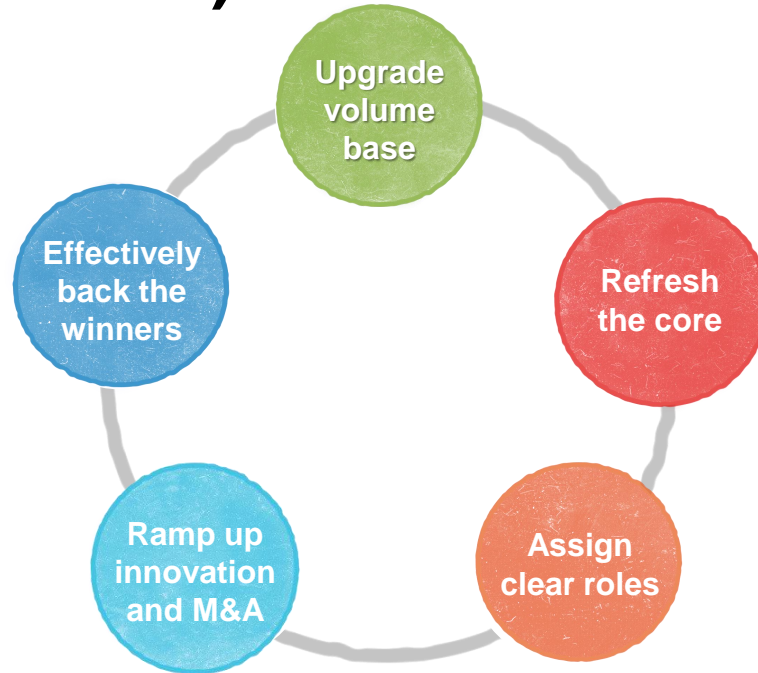 Upgrade
volume
base
Refresh
the core
Assign
clear roles
Ramp up
innovation
and M&A
Effectively
back the
winners